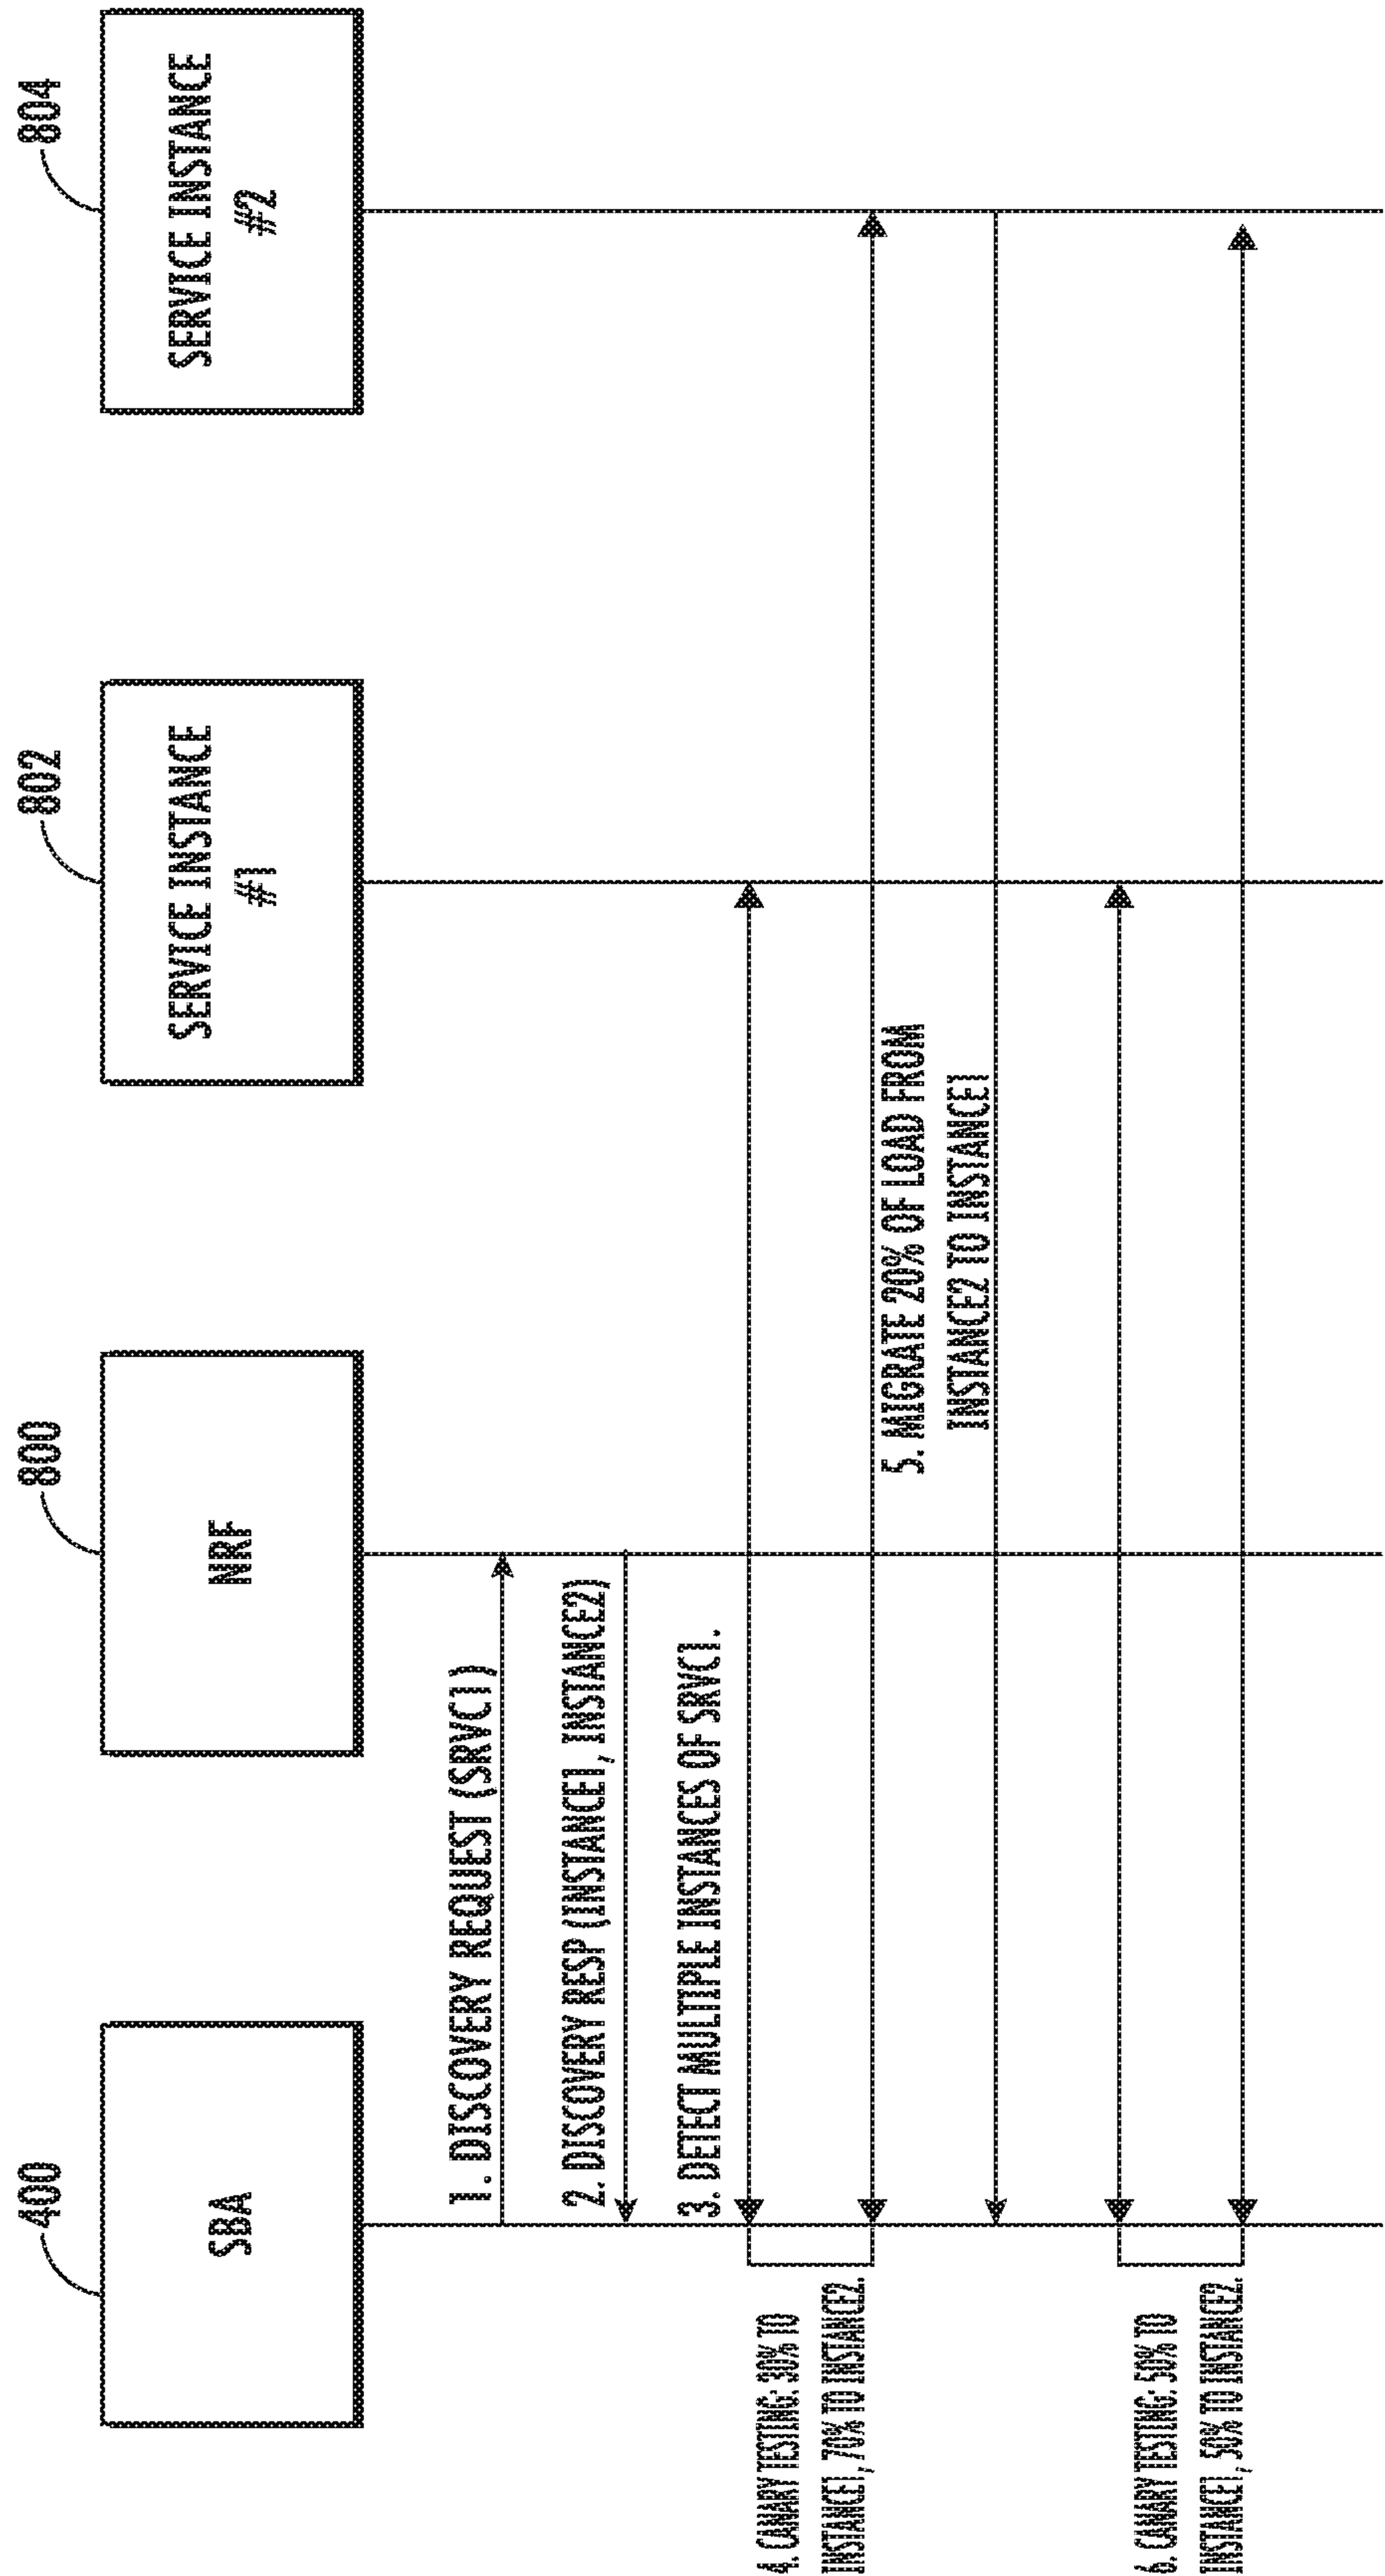 400
SBA
800
NRF
802
SERVICE INSTANCE
#1
804
SERVICE INSTANCE
#2
1. DISCOVERY REQUEST (SRVC1)
2. DISCOVERY RESP (INSTANCE1, INSTANCE2)
3. DETECT MULTIPLE INSTANCES OF SRVC1.
4. CANARY TESTING: 30% TO
INSTANCE1, 70% TO INSTANCE2.
5. MIGRATE 20% OF LOAD FROM
INSTANCE2 TO INSTANCE1
6. CANARY TESTING: 50% TO
INSTANCE1, 50% TO INSTANCE2.